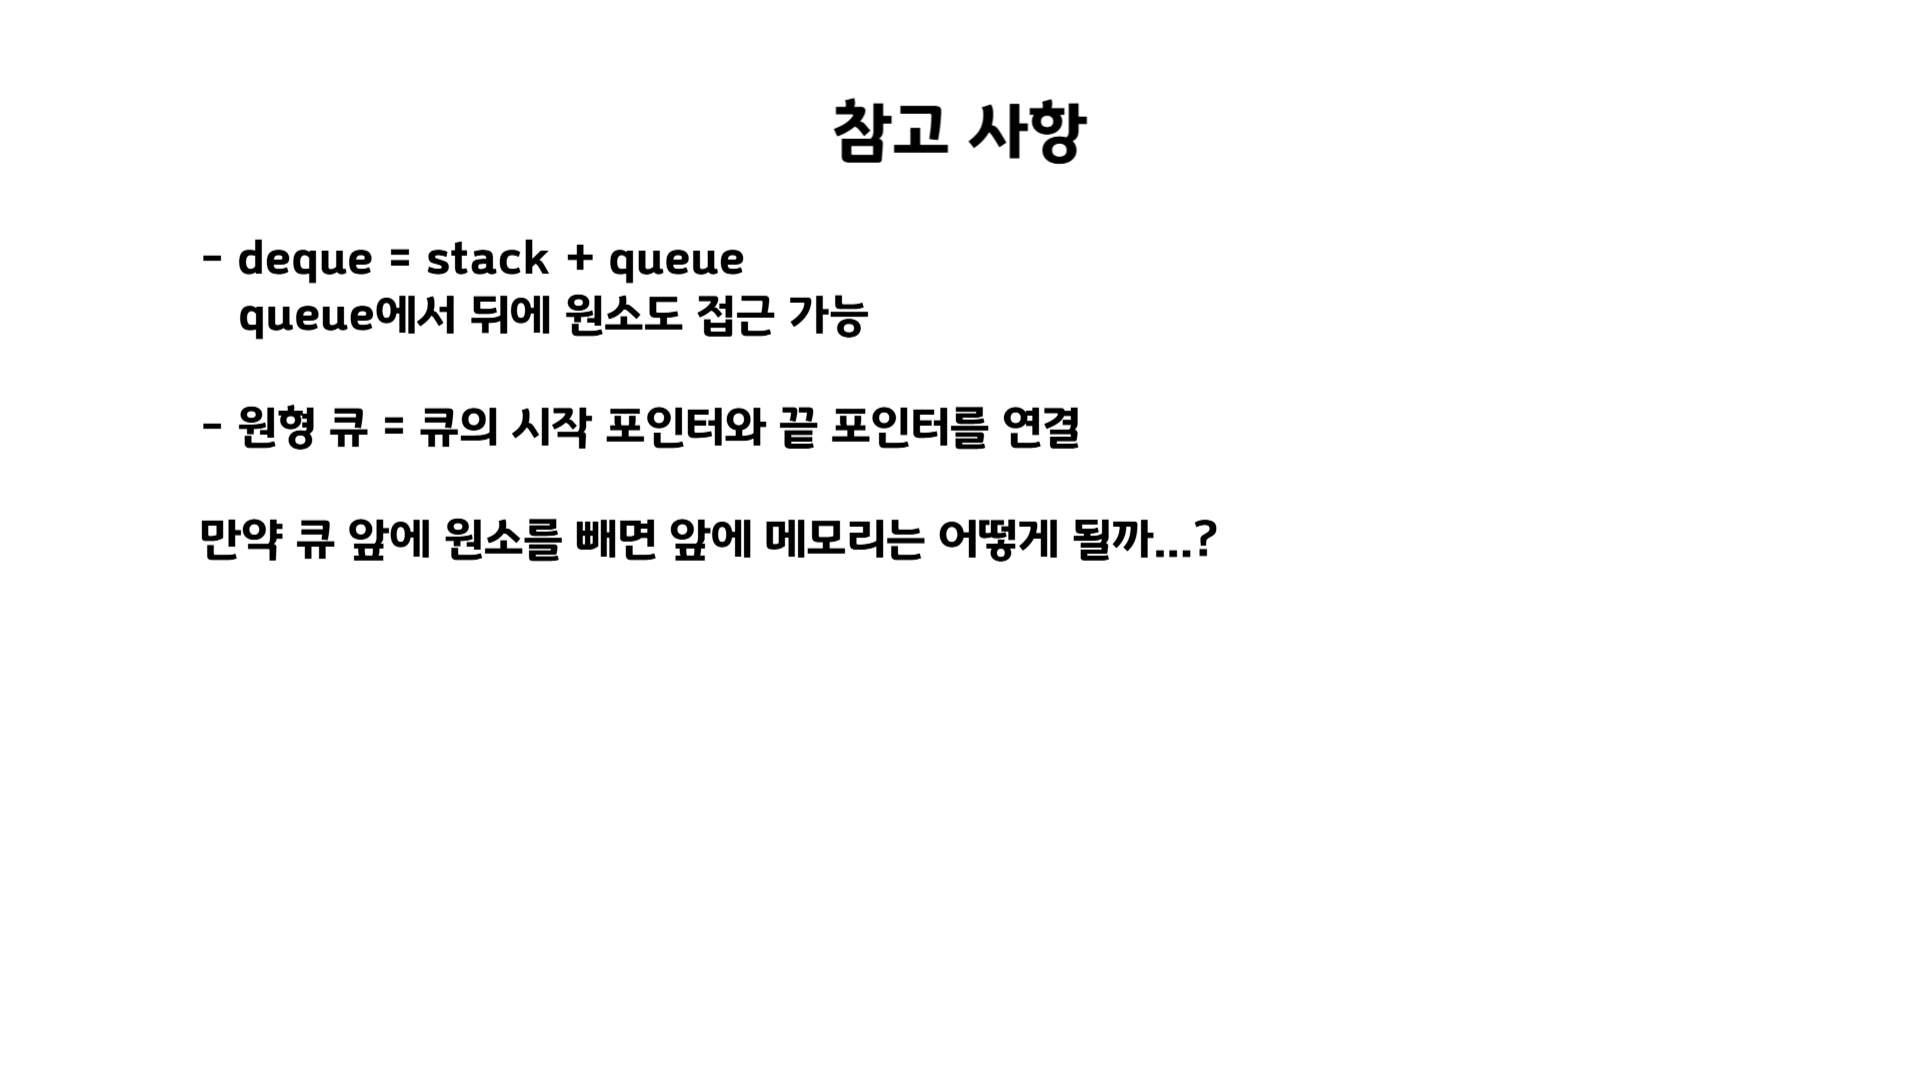 참고 사항
- deque = stack + queue
queue에서 뒤에 원소도 접근 가능
- 원형 큐 = 큐의 시작 포인터와 끝 포인터를 연결
만약 큐 앞에 원소를 빼면 앞에 메모리는 어떻게 될까...?